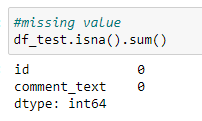 #missing value
df_test.isna().sum()
id 0
comment_text 0
dtype: int64